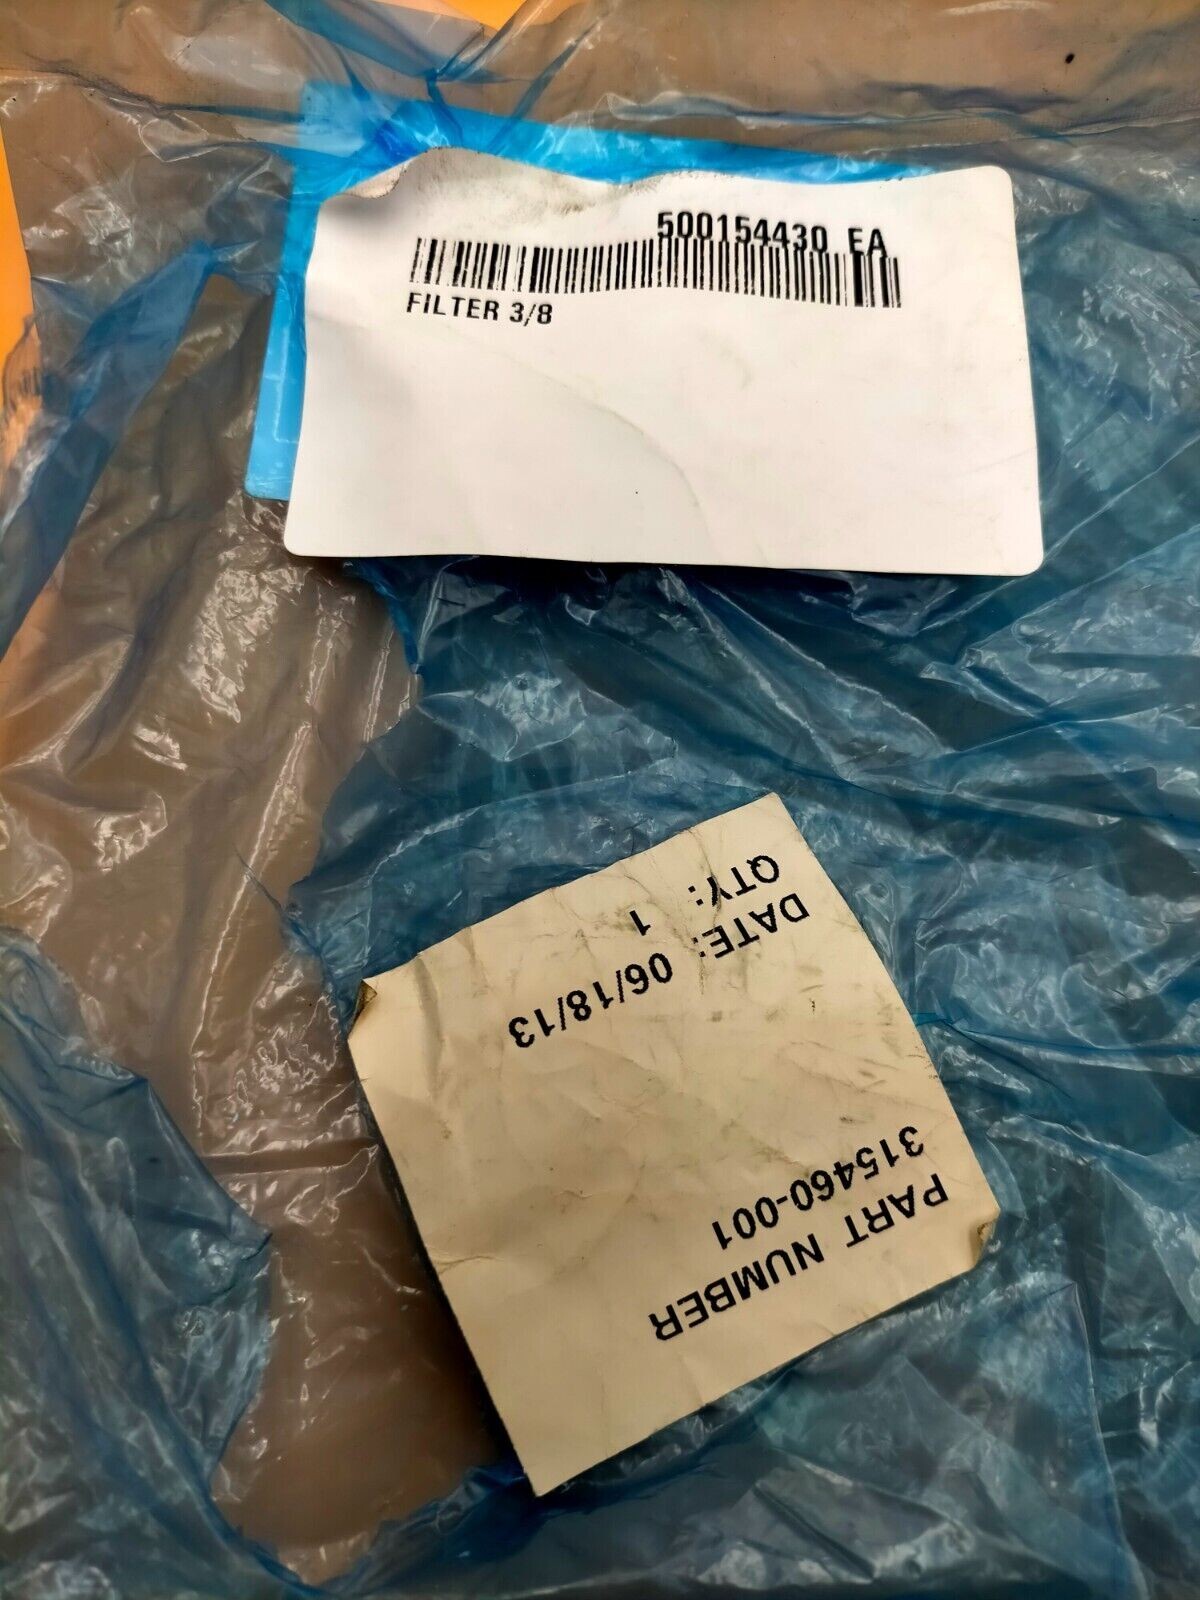 500154430 EA
FILTER 3/8
PART NUMBER
315460-001
DATE: 06/18/13
QTY: 1